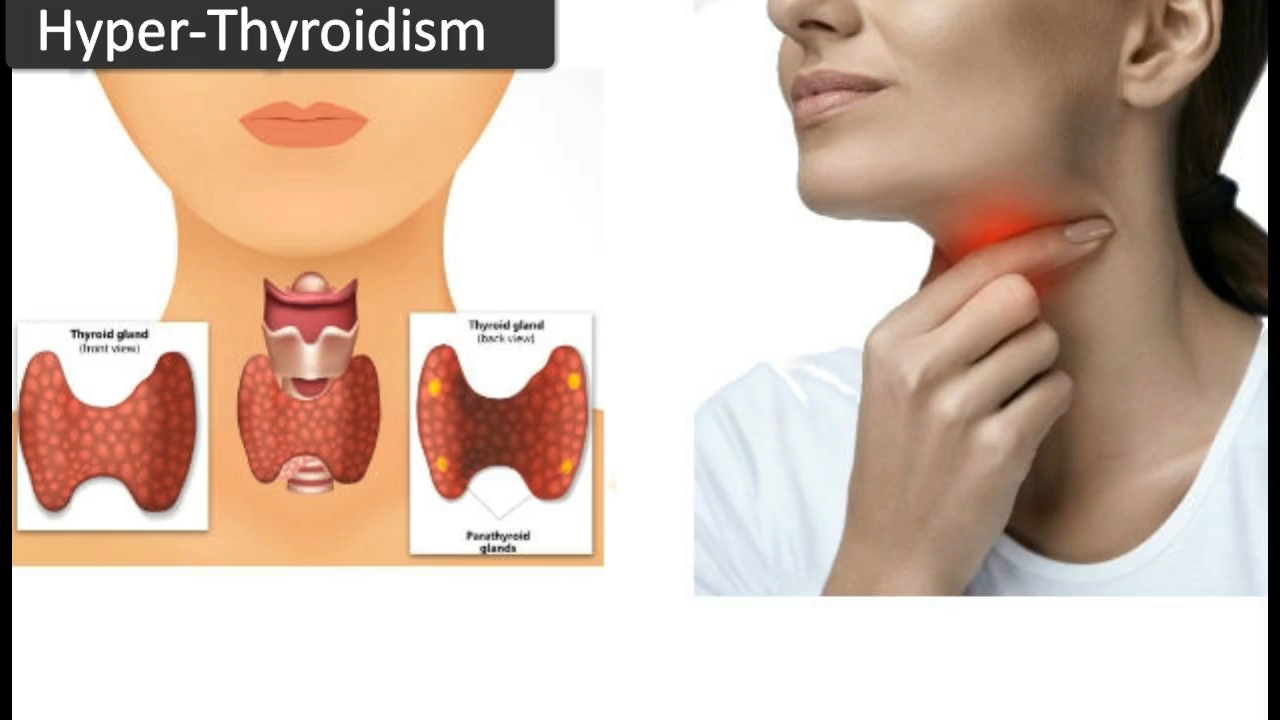 Hyper-Thyroidism
Thyroid gland
(front view)
Thyroid gland
(back view)
Parathyroid
glands